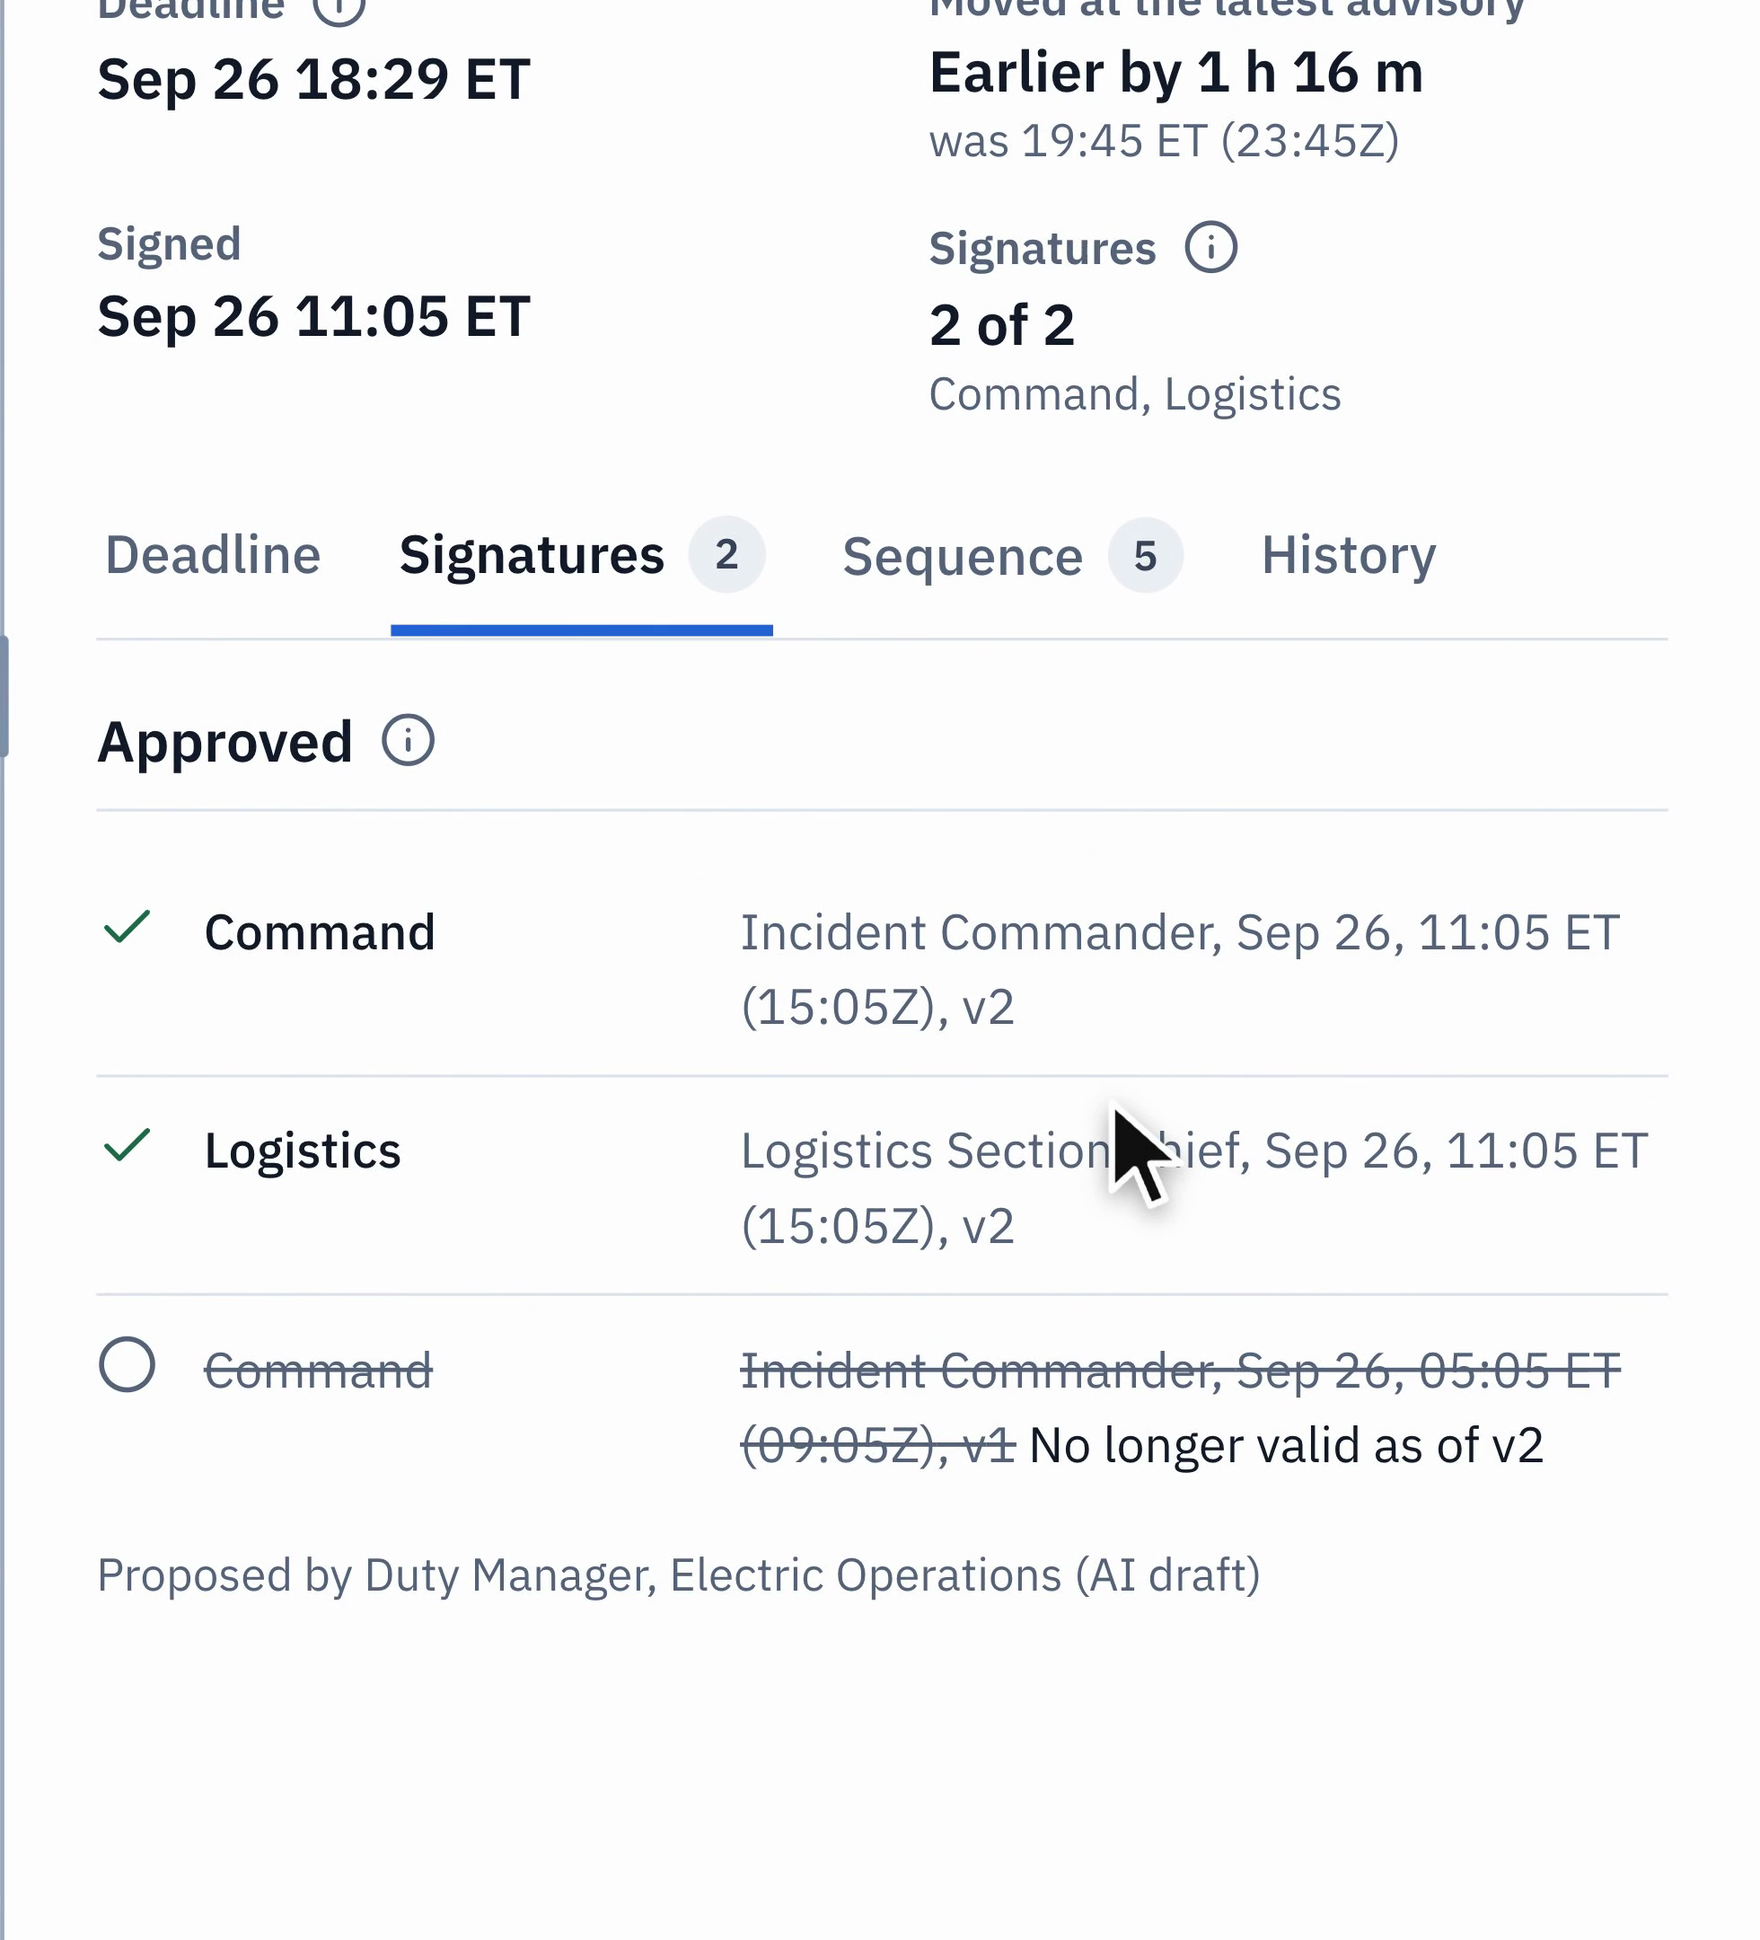 Deadline
Sep 26 18:29 ET
Moved at the latest advisory
Earlier by 1 h 16 m
was 19:45 ET (23:45Z)
Signed
Sep 26 11:05 ET
Signatures
2 of 2
Command, Logistics
Deadline Signatures 2 Sequence 5 History
Approved
Command
Incident Commander, Sep 26, 11:05 ET
(15:05Z), v2
Logistics
Logistics Section hief, Sep 26, 11:05 ET
(15:05Z), v2
Command
Incident Commander, Sep 26, 05:05 ET
(09:05Z), v1 No longer valid as of v2
Proposed by Duty Manager, Electric Operations (AI draft)